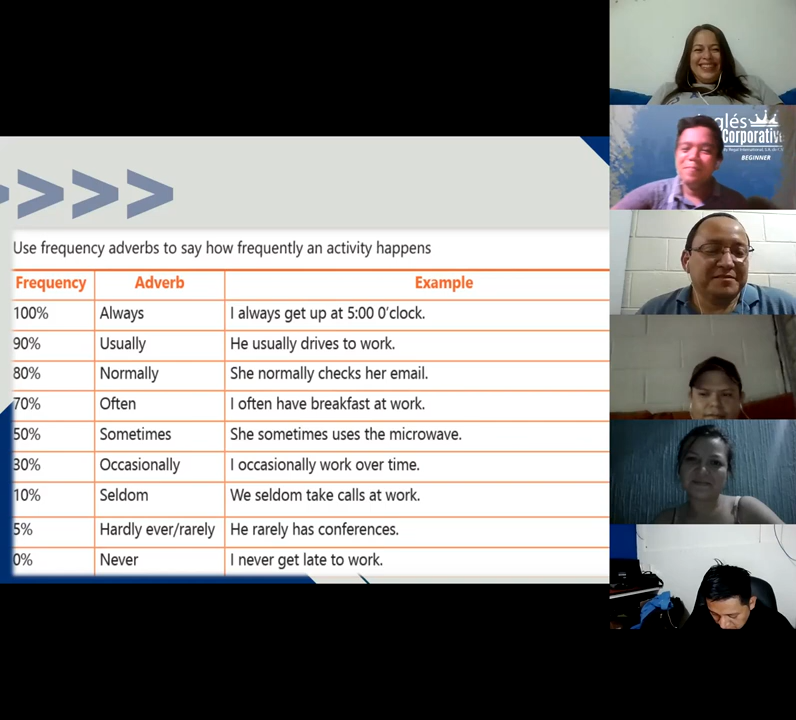 Use frequency adverbs to say how frequently an activity happens
Frequency Adverb Example
100% Always I always get up at 5:00 0'clock.
90% Usually He usually drives to work.
80% Normally She normally checks her email.
70% Often I often have breakfast at work.
50% Sometimes She sometimes uses the microwave.
30% Occasionally I occasionally work over time.
10% Seldom We seldom take calls at work.
5% Hardly ever/rarely He rarely has conferences.
0% Never I never get late to work.
glés
Corporativ
BEGINNER